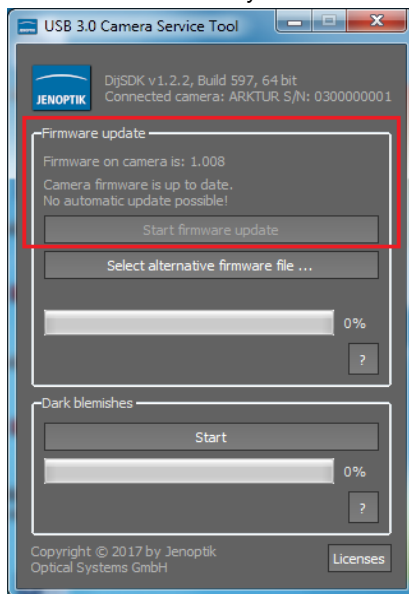 USB 3.0 Camera Service Tool
DijSDK v1.2.2, Build 597, 64 bit
JENOPTIK
Connected camera: ARKTUR S/N: 0300000001
Firmware update
Firmware on camera is: 1.008
Camera firmware is up to date.
No automatic update possible!
Start firmware update
Select alternative firmware file ...
0%
?
Dark blemishes
Start
0%
?
Copyright © 2017 by Jenoptik
Optical Systems GmbH
Licenses